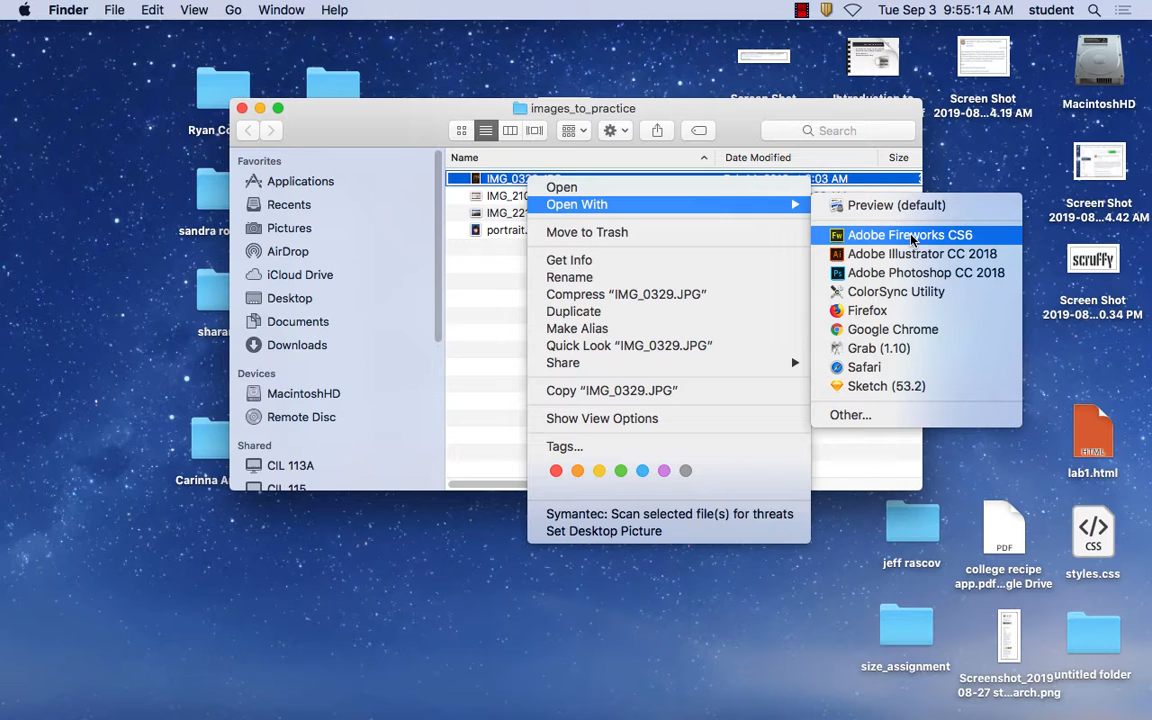 Finder File Edit View Go Window Help Tue Sep 3 9:55:14 AM student
Screen Shot
2019-08...4.19 AM
MacintoshHD
images_to_practice
Search
Favorites
Applications
Recents
Pictures
AirDrop
iCloud Drive
Desktop
Documents
Downloads
Devices
MacintoshHD
Remote Disc
Shared
CIL 113A
CIL 115
Name Date Modified Size
portrait.
Open
Open With
Move to Trash
Get Info
Rename
Compress “IMG_0329.JPG”
Duplicate
Make Alias
Quick Look “IMG_0329.JPG”
Share
Copy “IMG_0329.JPG”
Show View Options
Tags...
Symantec: Scan selected file(s) for threats
Set Desktop Picture
Preview (default)
Adobe Fireworks CS6
Adobe Illustrator CC 2018
Adobe Photoshop CC 2018
ColorSync Utility
Firefox
Google Chrome
Grab (1.10)
Safari
Sketch (53.2)
Other...
Screen Shot
2019-08...4.42 AM
scruffy
Screen Shot
2019-08...0.34 PM
HTML
lab1.html
jeff rascov
PDF
college recipe
app.pdf...gle Drive
CSS
styles.css
size_assignment
Screenshot_2019
08-27 st...arch.png
untitled folder